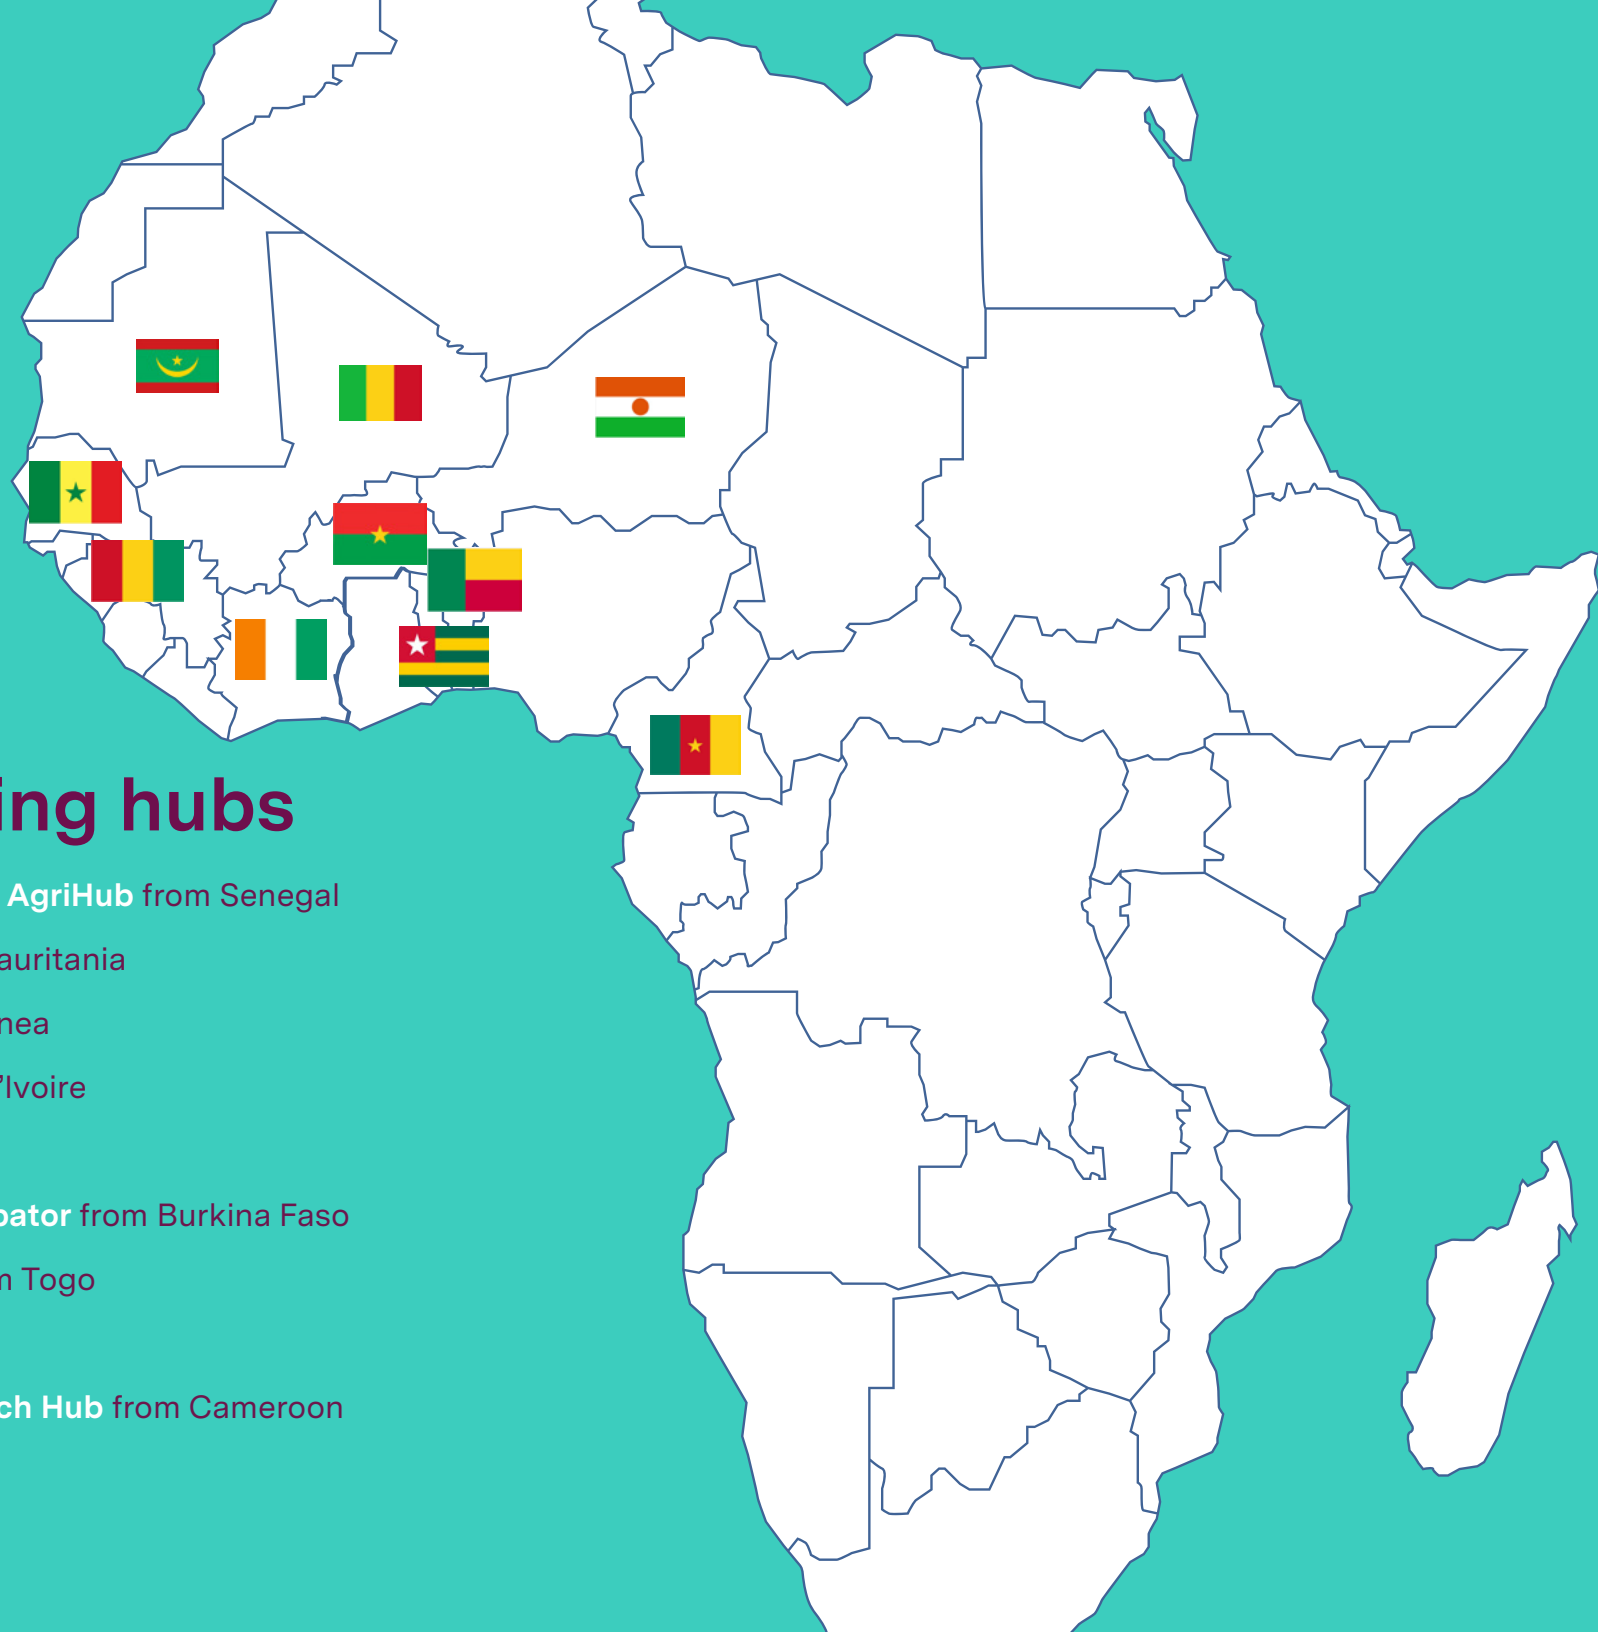 ing hubs
AgriHub from Senegal
auritania
nea
'Ivoire
bator from Burkina Faso
n Togo
ch Hub from Cameroon